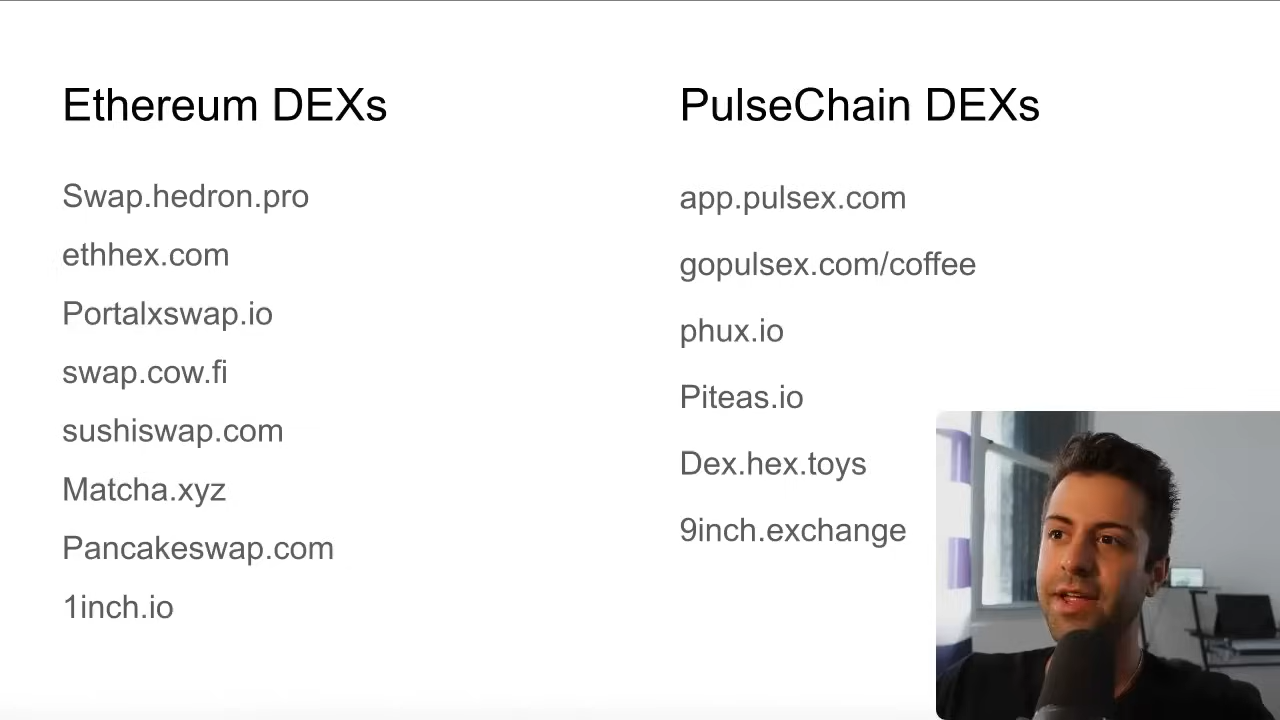 Ethereum DEXs
Swap.hedron.pro
ethhex.com
Portalxswap.io
swap.cow.fi
sushiswap.com
Matcha.xyz
Pancakeswap.com
1inch.io
PulseChain DEXs
app.pulsex.com
gopulsex.com/coffee
phux.io
Piteas.io
Dex.hex.toys
9inch.exchange